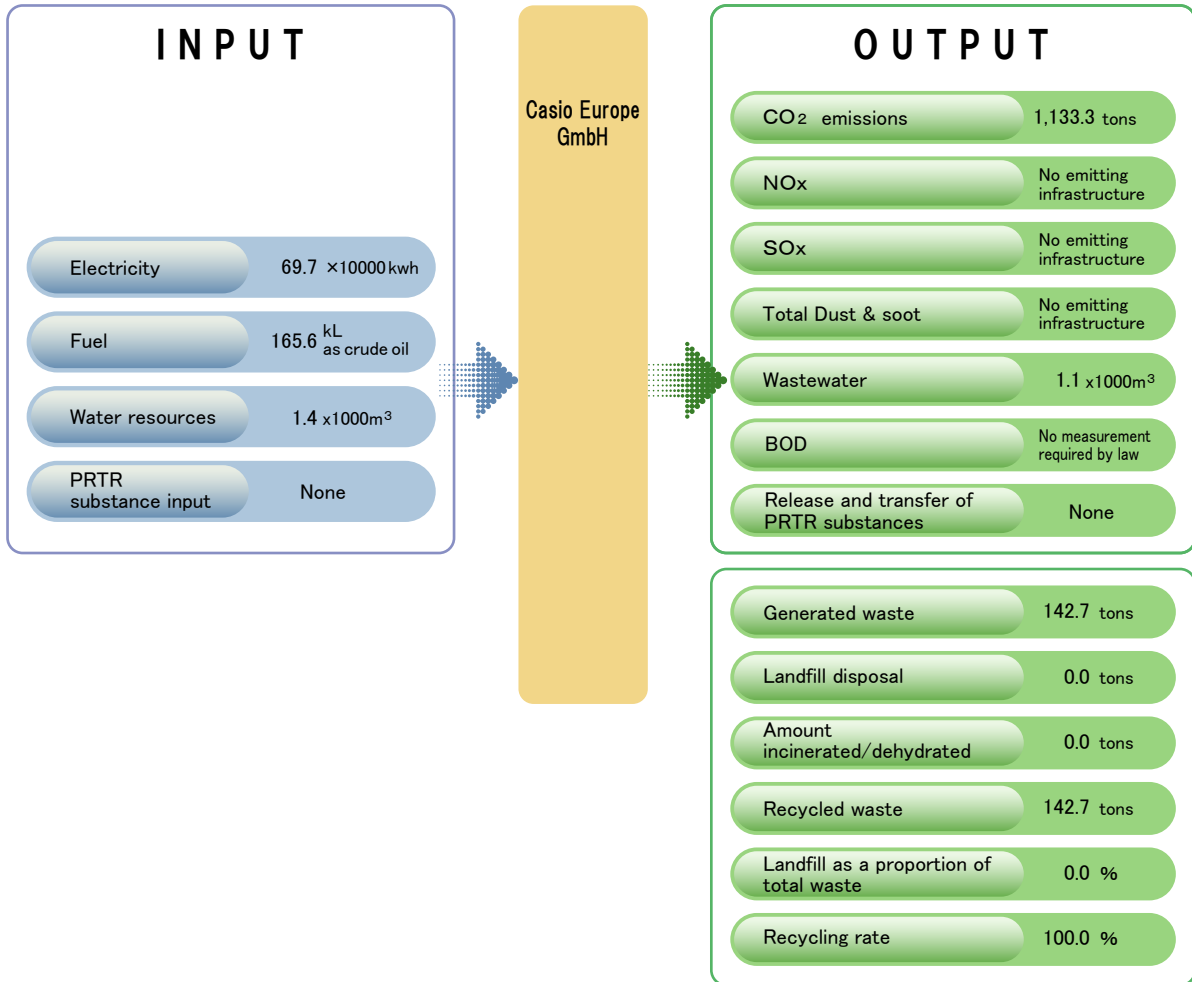 INPUT
Electricity
69.7 ×10000 kwh
Fuel
165.6 kL
as crude oil
Water resources
1.4 x1000m³
PRTR
substance input
None
Casio Europe
GmbH
OUTPUT
CO2 emissions
1,133.3 tons
NOx
No emitting
infrastructure
SOx
No emitting
infrastructure
Total Dust & soot
No emitting
infrastructure
Wastewater
1.1 x1000m³
BOD
No measurement
required by law
Release and transfer of
PRTR substances
None
Generated waste
142.7 tons
Landfill disposal
0.0 tons
Amount
incinerated/dehydrated
0.0 tons
Recycled waste
142.7 tons
Landfill as a proportion of
total waste
0.0 %
Recycling rate
100.0 %